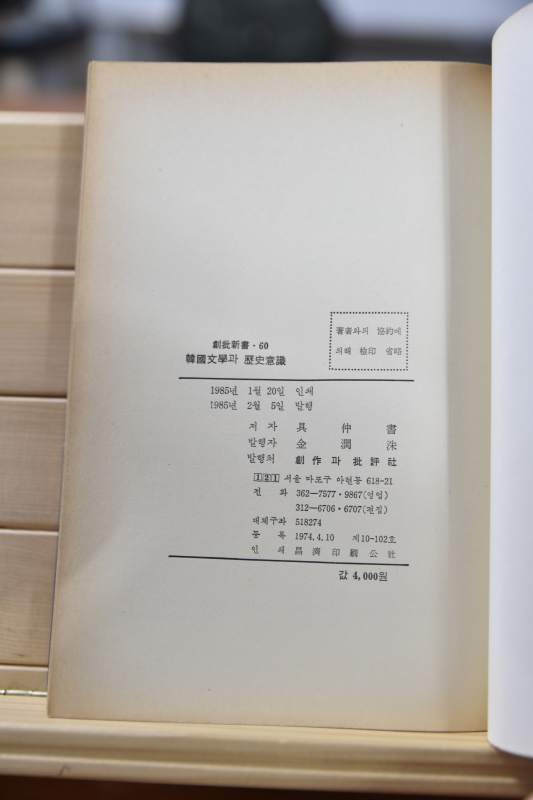 著者와의 協約에
의해 檢印 省略
創批新書·60
韓國文學과 歷史意識
1985년 1월 20일 인쇄
1985년 2월 5일 발행
저 자 具 仲 書
발행자 金 潤 洙
발행처 創作과 批評社
121 서울 마포구 아현동 618-21
전 화 362—7577·9867(영업)
312—6706·6707(편집)
대체구좌 518274
등 록 1974.4.10 제10-102호
인 쇄 昌濟印刷公社
값 4,000원